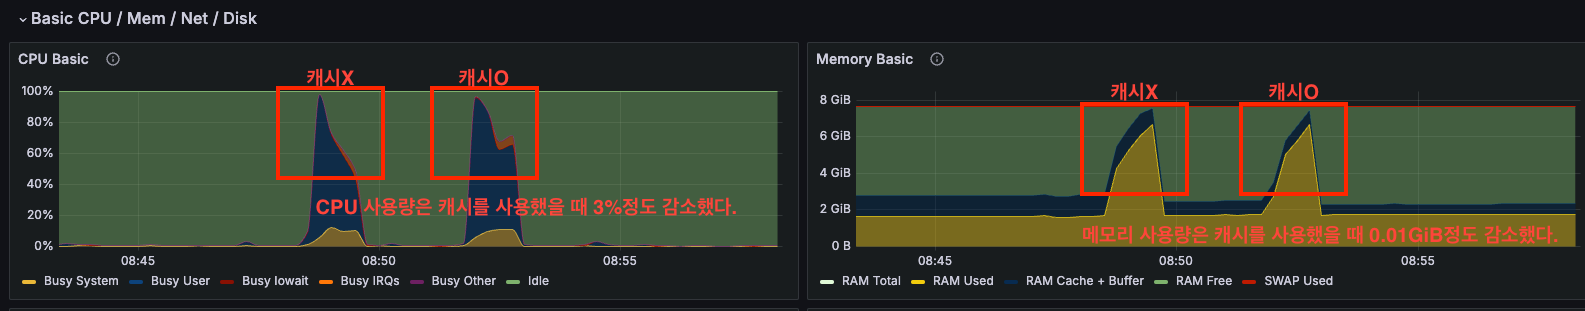 Basic CPU / Mem / Net / Disk
CPU Basic
캐시X
캐시O
100%
80%
60%
40%
20%
0%
CPU 사용량은 캐시를 사용했을 때 3%정도 감소했다.
08:45
08:50
08:55
Busy System
Busy User
Busy Iowait
Busy IRQs
Busy Other
Idle
Memory Basic
캐시X
캐시O
8 GiB
6 GiB
4 GiB
2 GiB
0 B
메모리 사용량은 캐시를 사용했을 때 0.01GiB정도 감소했다.
08:45
08:50
08:55
RAM Total
RAM Used
RAM Cache + Buffer
RAM Free
SWAP Used